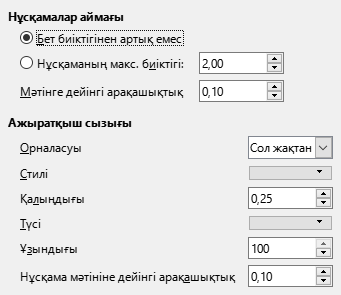 Нұсқамалар аймағы
Бет биіктігінен артық емес
Нұсқаманың макс. биіктігі: 2,00
Мәтінге дейінгі арақашықтық 0,10
Ажыратқыш сызығы
Орналасуы Сол жақтан
Стилі
Қалыңдығы 0,25
Түсі
Ұзындығы 100
Нұсқама мәтініне дейінгі арақашықтық 0,10